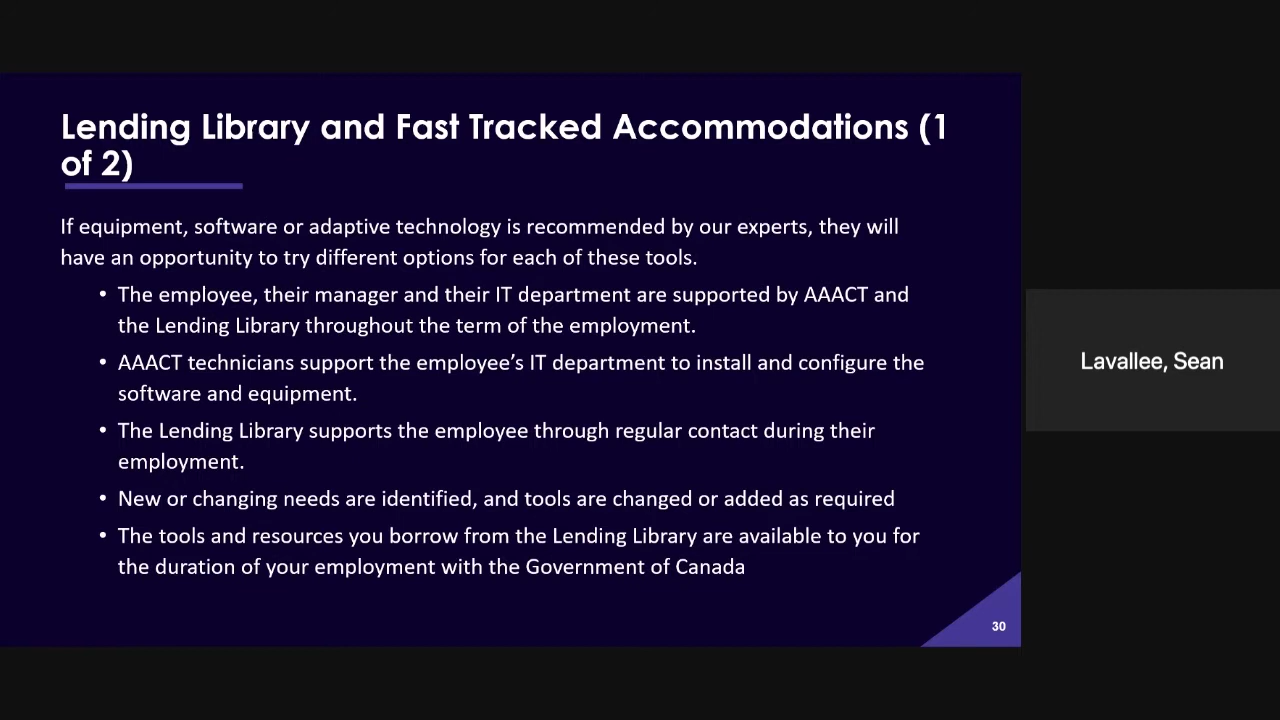 Lending Library and Fast Tracked Accommodations (1
of 2)
If equipment, software or adaptive technology is recommended by our experts, they will
have an opportunity to try different options for each of these tools.
• The employee, their manager and their IT department are supported by AAACT and
the Lending Library throughout the term of the employment.
• AAACT technicians support the employee’s IT department to install and configure the
software and equipment.
• The Lending Library supports the employee through regular contact during their
employment.
• New or changing needs are identified, and tools are changed or added as required
• The tools and resources you borrow from the Lending Library are available to you for
the duration of your employment with the Government of Canada
30
Lavallee, Sean